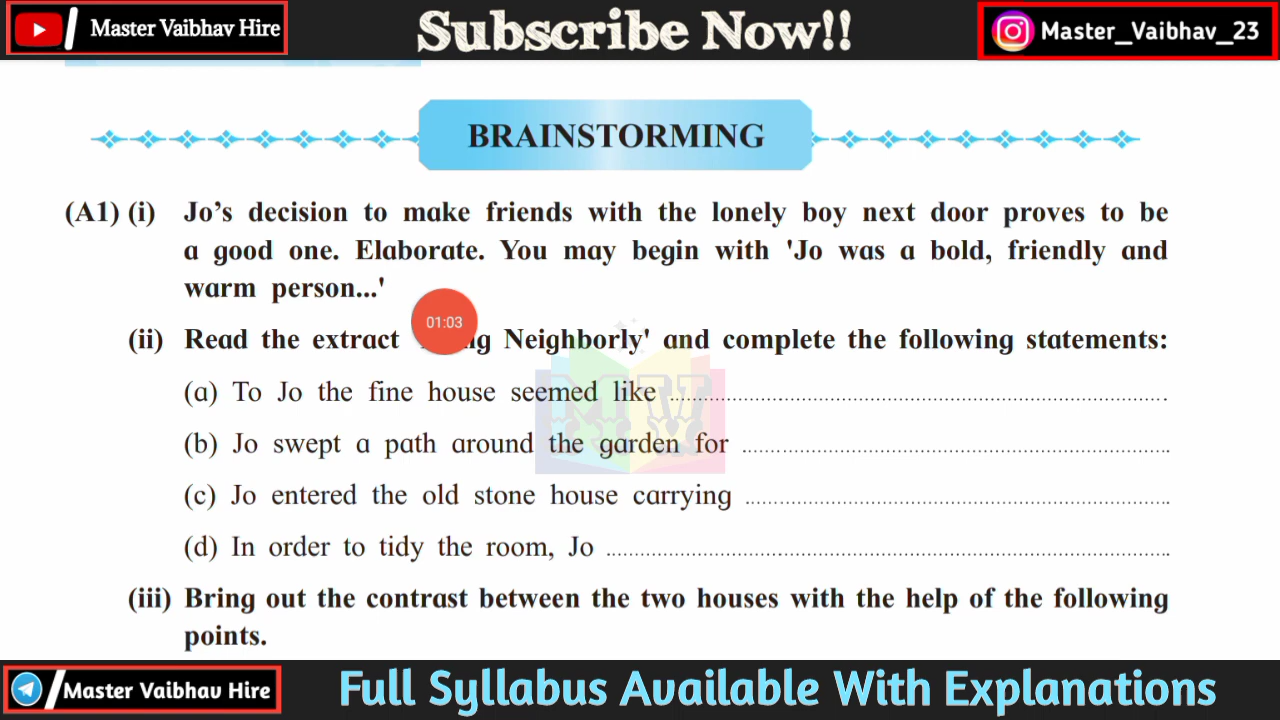 Master Vaibhav Hire
Subscribe Now!!
Master_Vaibhav_23
BRAINSTORMING
(A1) (i) Jo's decision to make friends with the lonely boy next door proves to be
a good one. Elaborate. You may begin with 'Jo was a bold, friendly and
warm person...'
01:03
(ii) Read the extract Neighborly' and complete the following statements:
(a) To Jo the fine house seemed like ................................
(b) Jo swept a path around the garden for ................................
(c) Jo entered the old stone house carrying ................................
(d) In order to tidy the room, Jo ................................
MV
(iii) Bring out the contrast between the two houses with the help of the following
points.
Master Vaibhav Hire
Full Syllabus Available With Explanations